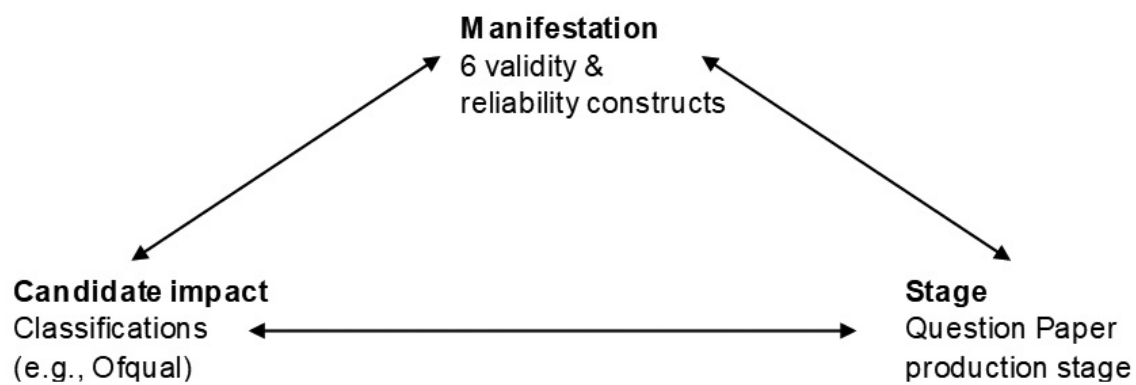 Manifestation
6 validity &
reliability constructs
Candidate impact
Classifications
(e.g., Ofqual)
Stage
Question Paper
production stage